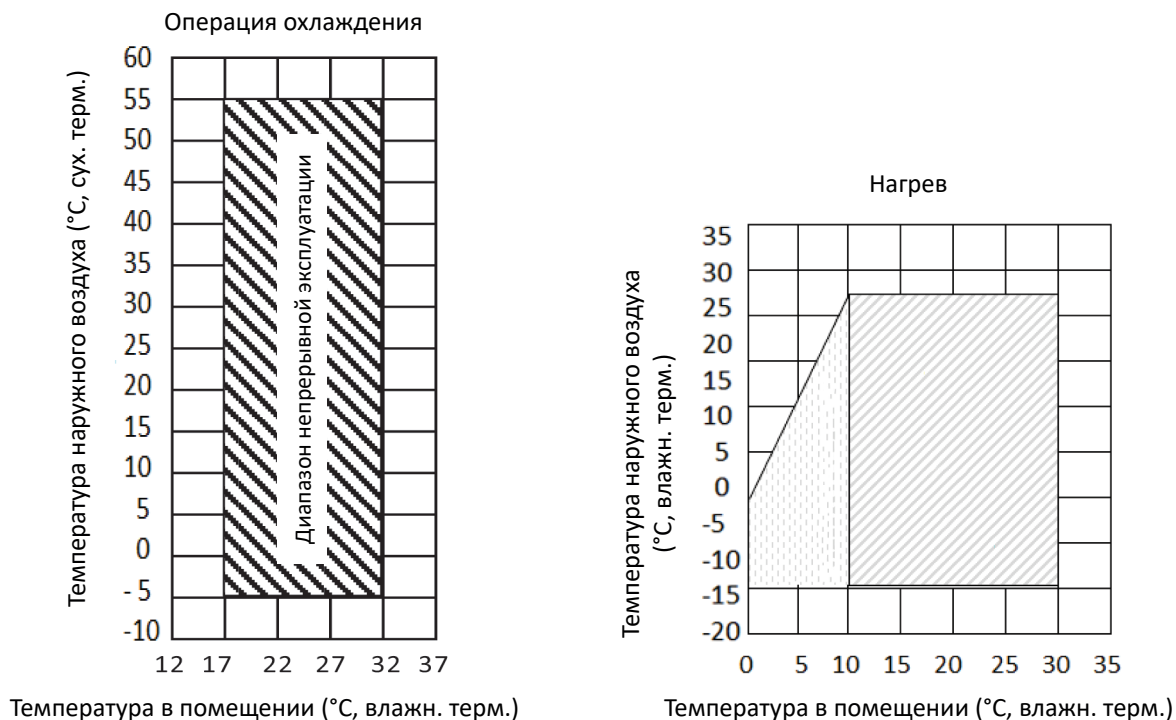 Операция охлаждения
Температура наружного воздуха (°C, сух. терм.)
60
55
50
45
40
35
30
25
20
15
10
5
0
- 5
-10
Диапазон непрерывной эксплуатации
12 17 22 27 32 37
Температура в помещении (°C, влажн. терм.)
Нагрев
Температура наружного воздуха
(°C, влажн. терм.)
35
30
25
20
15
10
5
0
-5
-10
-15
-20
0 5 10 15 20 25 30 35
Температура в помещении (°C, влажн. терм.)